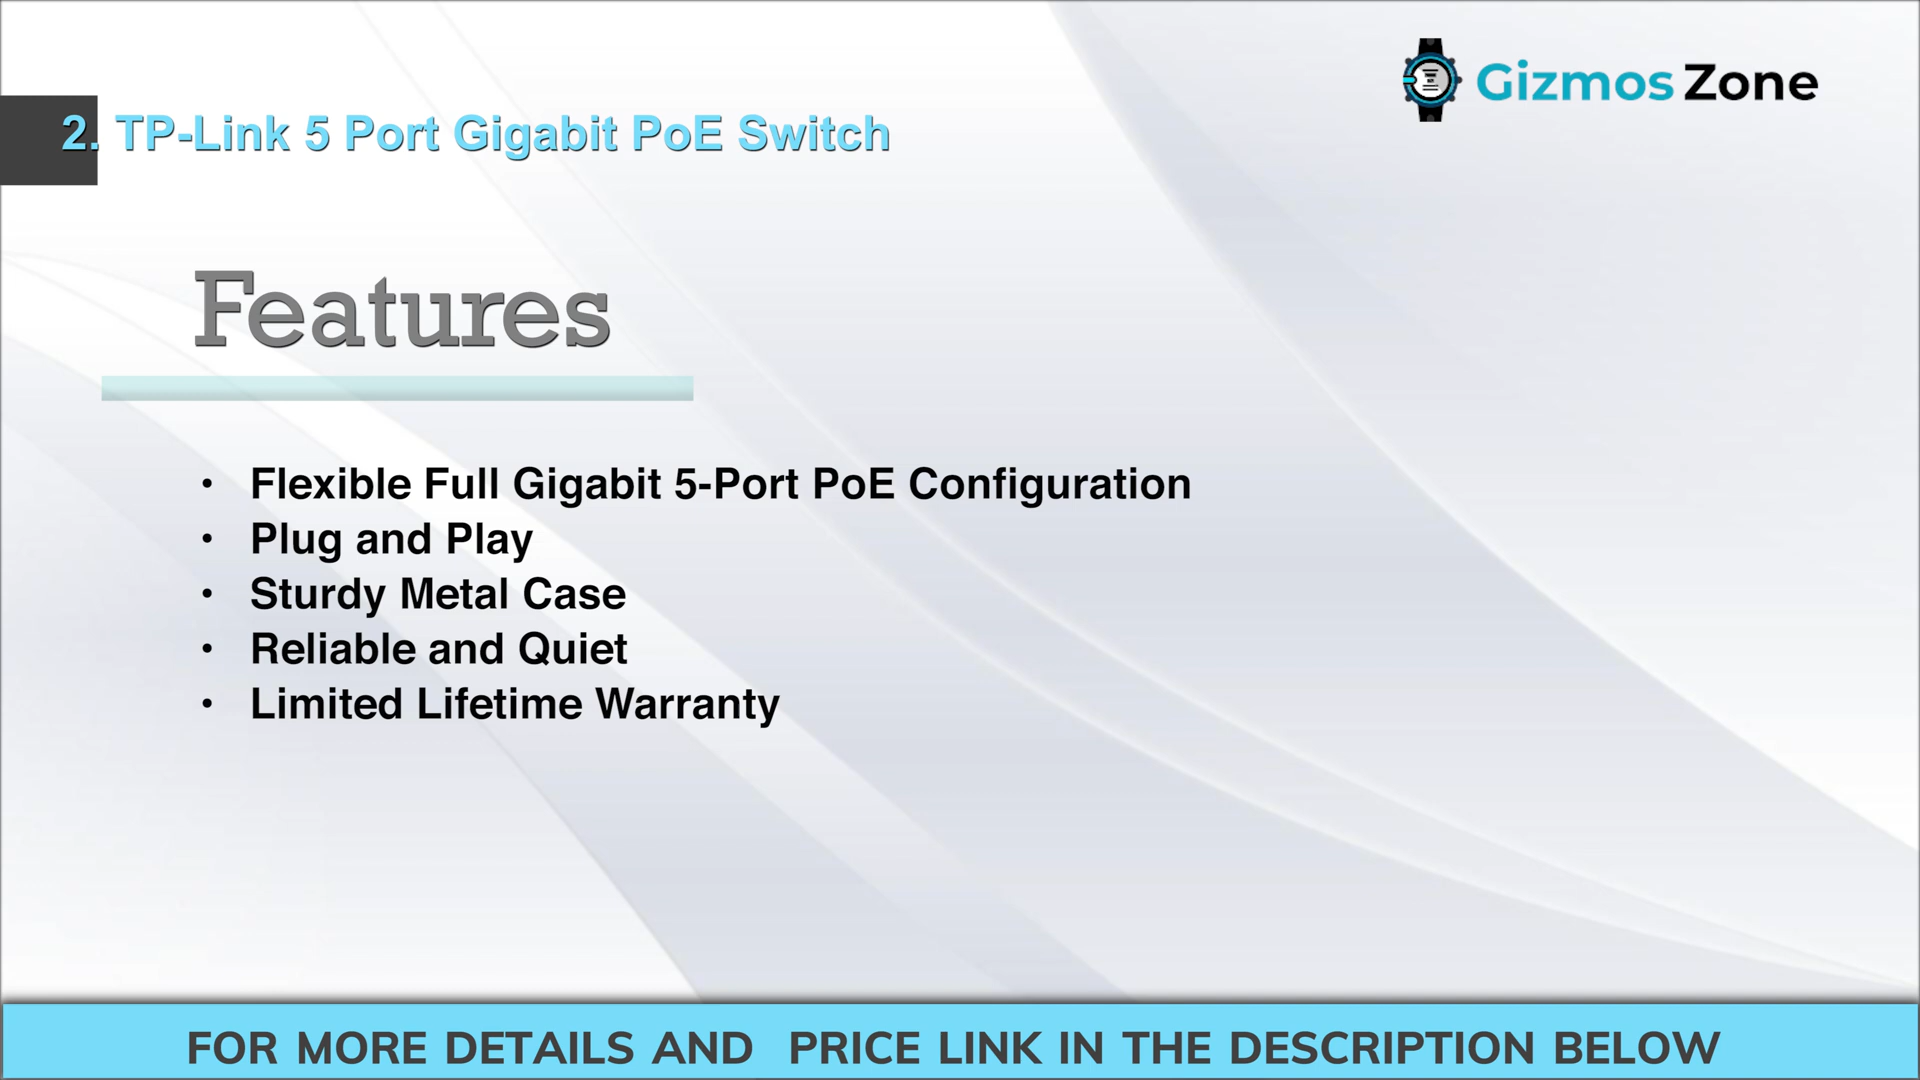 Gizmos Zone
2. TP-Link 5 Port Gigabit PoE Switch
Features
• Flexible Full Gigabit 5-Port PoE Configuration
• Plug and Play
• Sturdy Metal Case
• Reliable and Quiet
• Limited Lifetime Warranty
FOR MORE DETAILS AND PRICE LINK IN THE DESCRIPTION BELOW